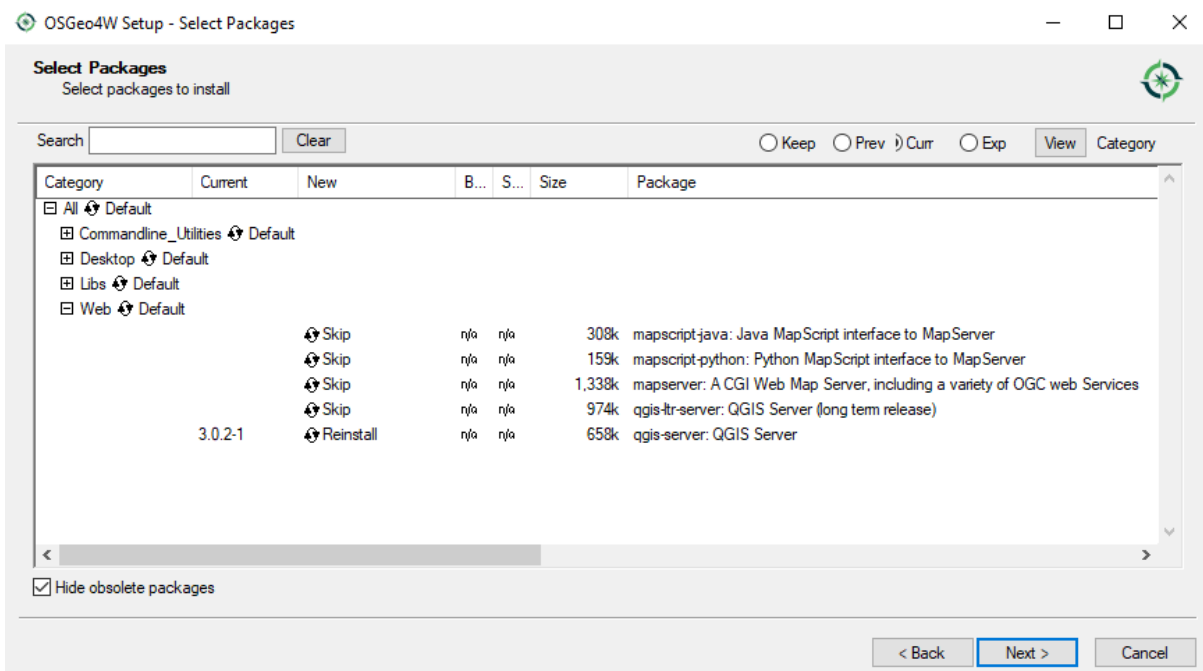 OSGeo4W Setup - Select Packages
Select Packages
Select packages to install
Search Clear Keep Prev Curr Exp View Category
Category Current New B... S... Size Package
All Default
Commandline_Utilities Default
Desktop Default
Libs Default
Web Default
Skip n/a n/a 308k mapscript-java: Java MapScript interface to MapServer
Skip n/a n/a 159k mapscript-python: Python MapScript interface to MapServer
Skip n/a n/a 1,338k mapserver: A CGI Web Map Server, including a variety of OGC web Services
Skip n/a n/a 974k qgis-ltr-server: QGIS Server (long term release)
3.0.2-1 Reinstall n/a n/a 658k qgis-server: QGIS Server
Hide obsolete packages
< Back Next > Cancel